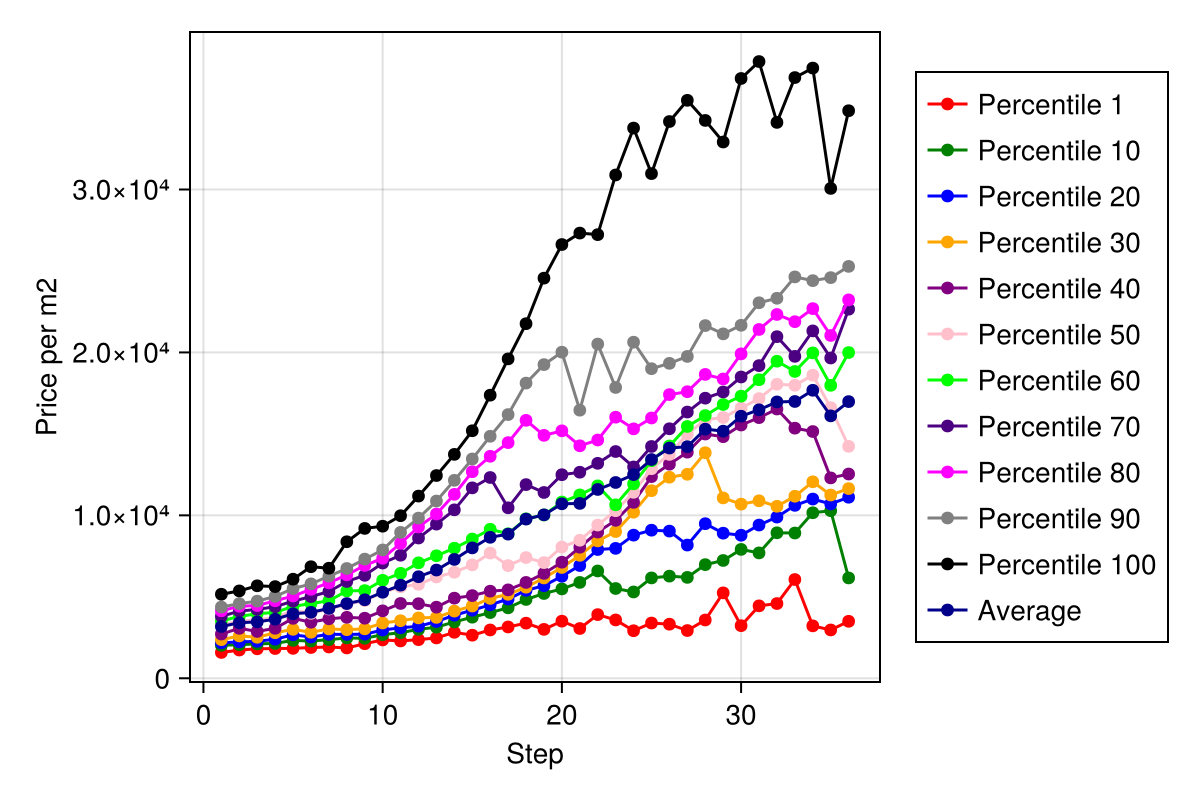 Price per m2
3.0×10⁴
2.0×10⁴
1.0×10⁴
0
0 10 20 30
Step
Percentile 1
Percentile 10
Percentile 20
Percentile 30
Percentile 40
Percentile 50
Percentile 60
Percentile 70
Percentile 80
Percentile 90
Percentile 100
Average